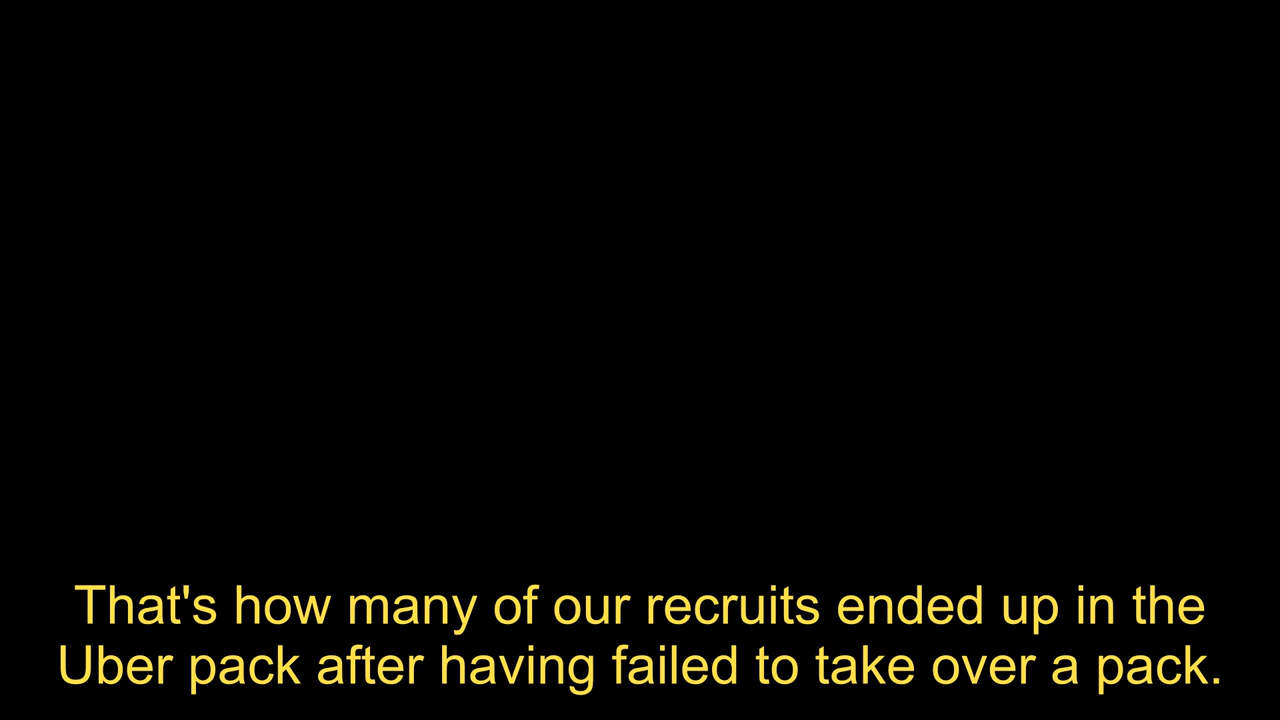 That's how many of our recruits ended up in the
Uber pack after having failed to take over a pack.